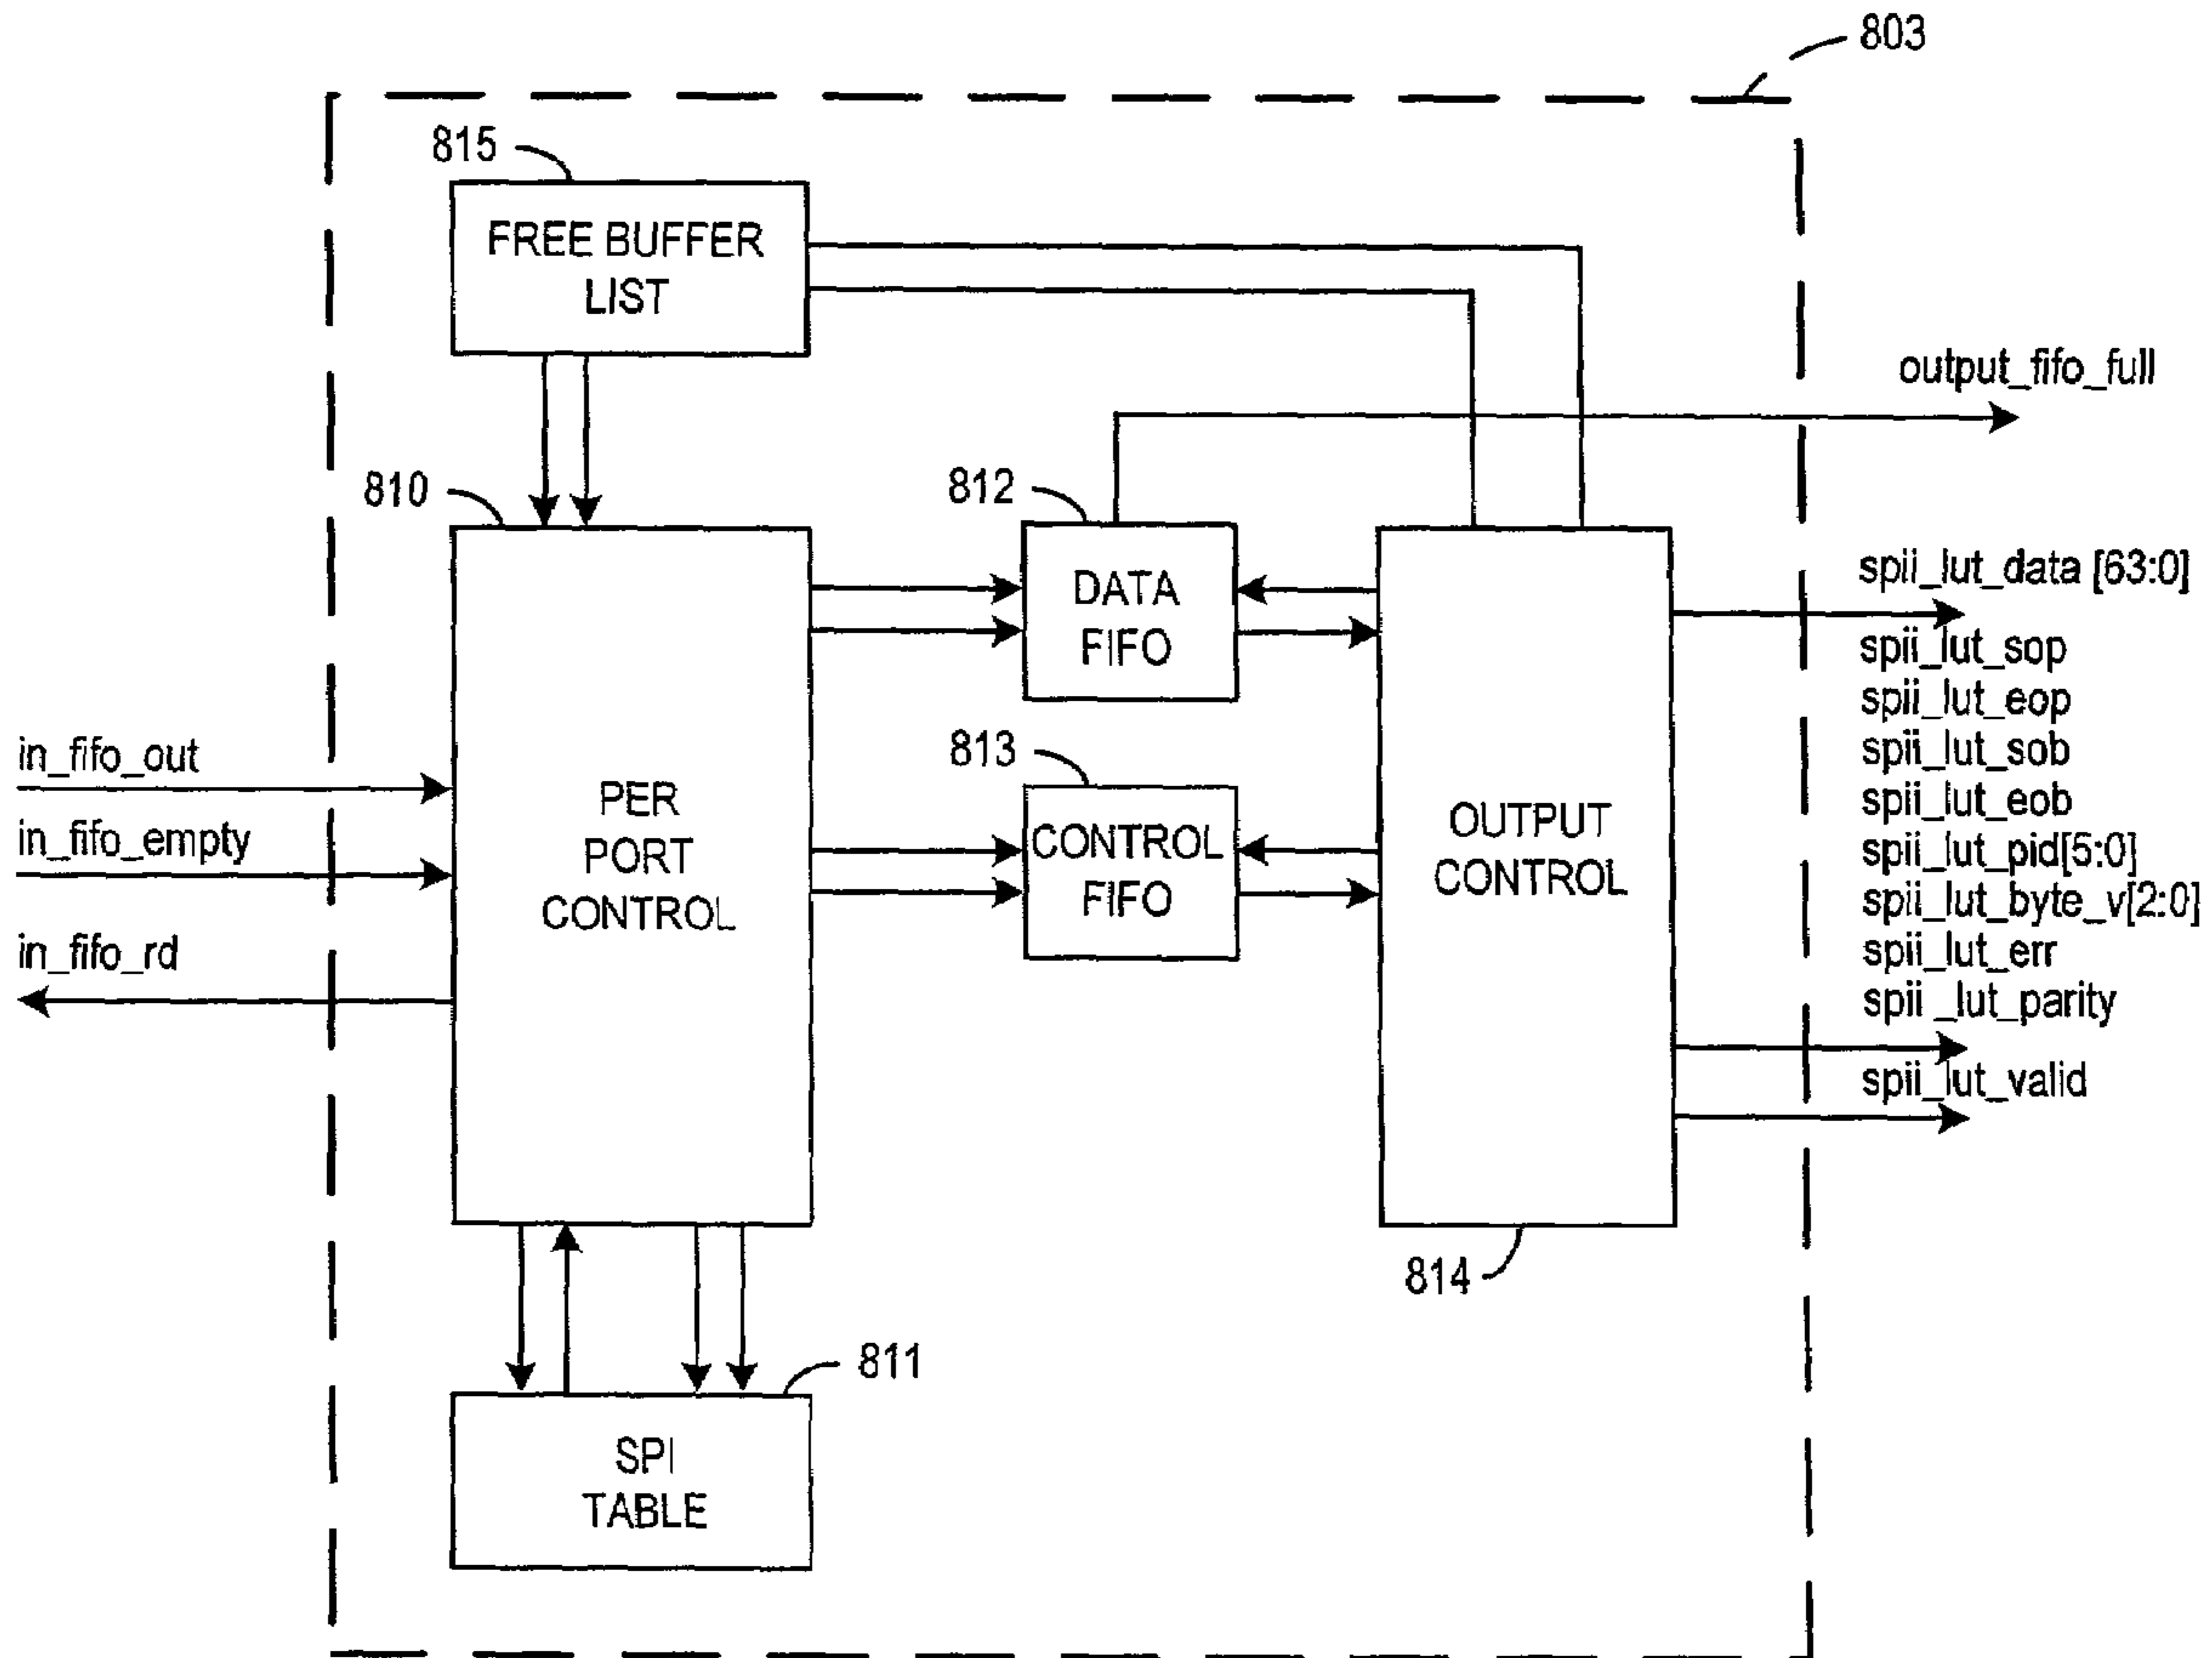 803
815
FREE BUFFER
LIST
output_fifo_full
810
812
DATA
FIFO
spii_lut_data [63:0]
spii_lut_sop
spii_lut_eop
spii_lut_sob
spii_lut_eob
spii_lut_pid[5:0]
spii_lut_byte_v[2:0]
spii_lut_err
spii _lut_parity
spii_lut_valid
in_fifo_out
in_fifo_empty
in_fifo_rd
PER
PORT
CONTROL
813
CONTROL
FIFO
OUTPUT
CONTROL
814
811
SPI
TABLE